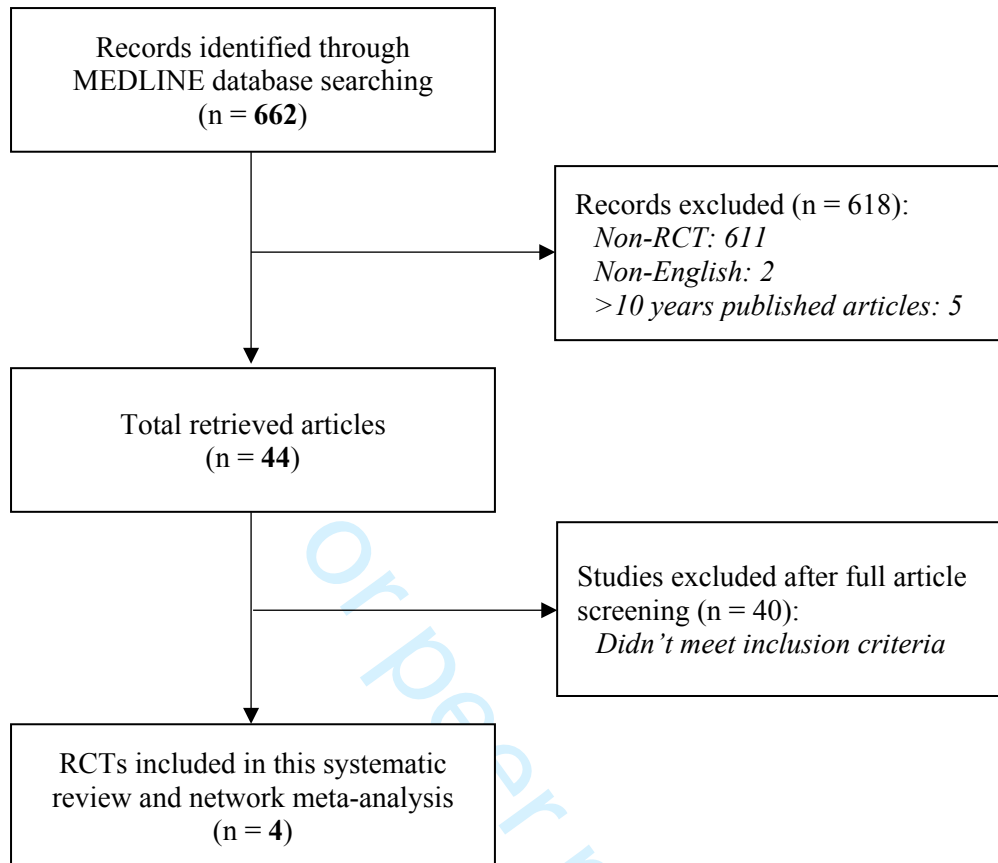 Records identified through
MEDLINE database searching
(n = 662)
Records excluded (n = 618):
Non-RCT: 611
Non-English: 2
>10 years published articles: 5
Total retrieved articles
(n = 44)
Studies excluded after full article
screening (n = 40):
Didn’t meet inclusion criteria
RCTs included in this systematic
review and network meta-analysis
(n = 4)
or peer r